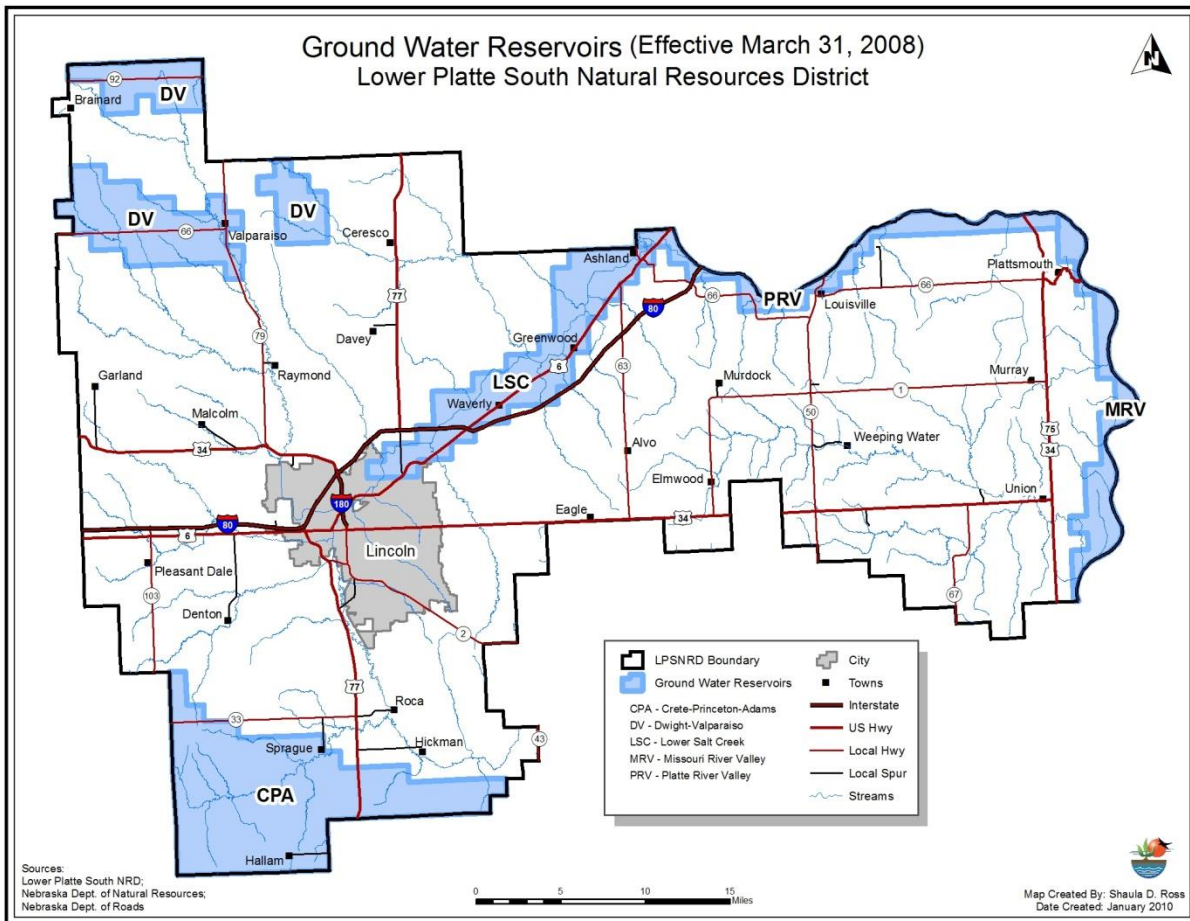 Ground Water Reservoirs (Effective March 31, 2008)
Lower Platte South Natural Resources District
N
92
DV
Brainard
DV
DV
66
Valparaiso
Ceresco
77
Ashland
Plattsmouth
PRV
66
Louisville
66
80
79
Davey
Greenwood
6
63
Raymond
Garland
LSC
Murdock
1
Murray
Waverly
50
MRV
Malcolm
34
Alvo
Weeping Water
75
34
Elmwood
180
Union
80
Eagle
34
6
Lincoln
Pleasant Dale
103
Denton
67
2
77
Roca
33
Sprague
Hickman
43
CPA
Hallam
LPSNRD Boundary
Ground Water Reservoirs
CPA - Crete-Princeton-Adams
DV - Dwight-Valparaiso
LSC - Lower Salt Creek
MRV - Missouri River Valley
PRV - Platte River Valley
City
Towns
Interstate
US Hwy
Local Hwy
Local Spur
Streams
Sources:
Lower Platte South NRD;
Nebraska Dept. of Natural Resources;
Nebraska Dept. of Roads
0 5 10 15
Miles
Map Created By: Shaula D. Ross
Date Created: January 2010